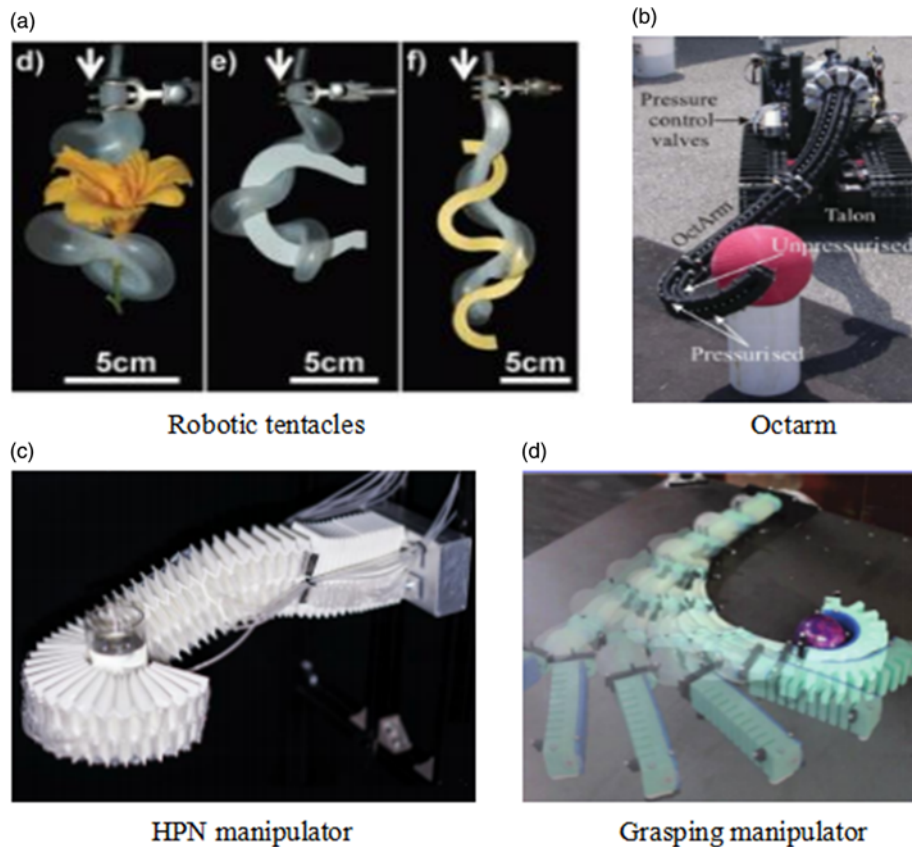 (a)
d)
e)
f)
5cm
5cm
5cm
Robotic tentacles
(b)
Pressure
control
valves
OctArm
Talon
Unpressurised
Pressurised
Octarm
(c)
HPN manipulator
(d)
Grasping manipulator